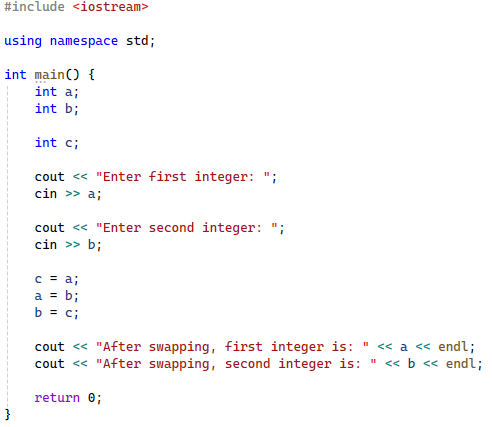 #include <iostream>
using namespace std;
int main() {
int a;
int b;
int c;
cout << "Enter first integer: ";
cin >> a;
cout << "Enter second integer: ";
cin >> b;
c = a;
a = b;
b = c;
cout << "After swapping, first integer is: " << a << endl;
cout << "After swapping, second integer is: " << b << endl;
return 0;
}